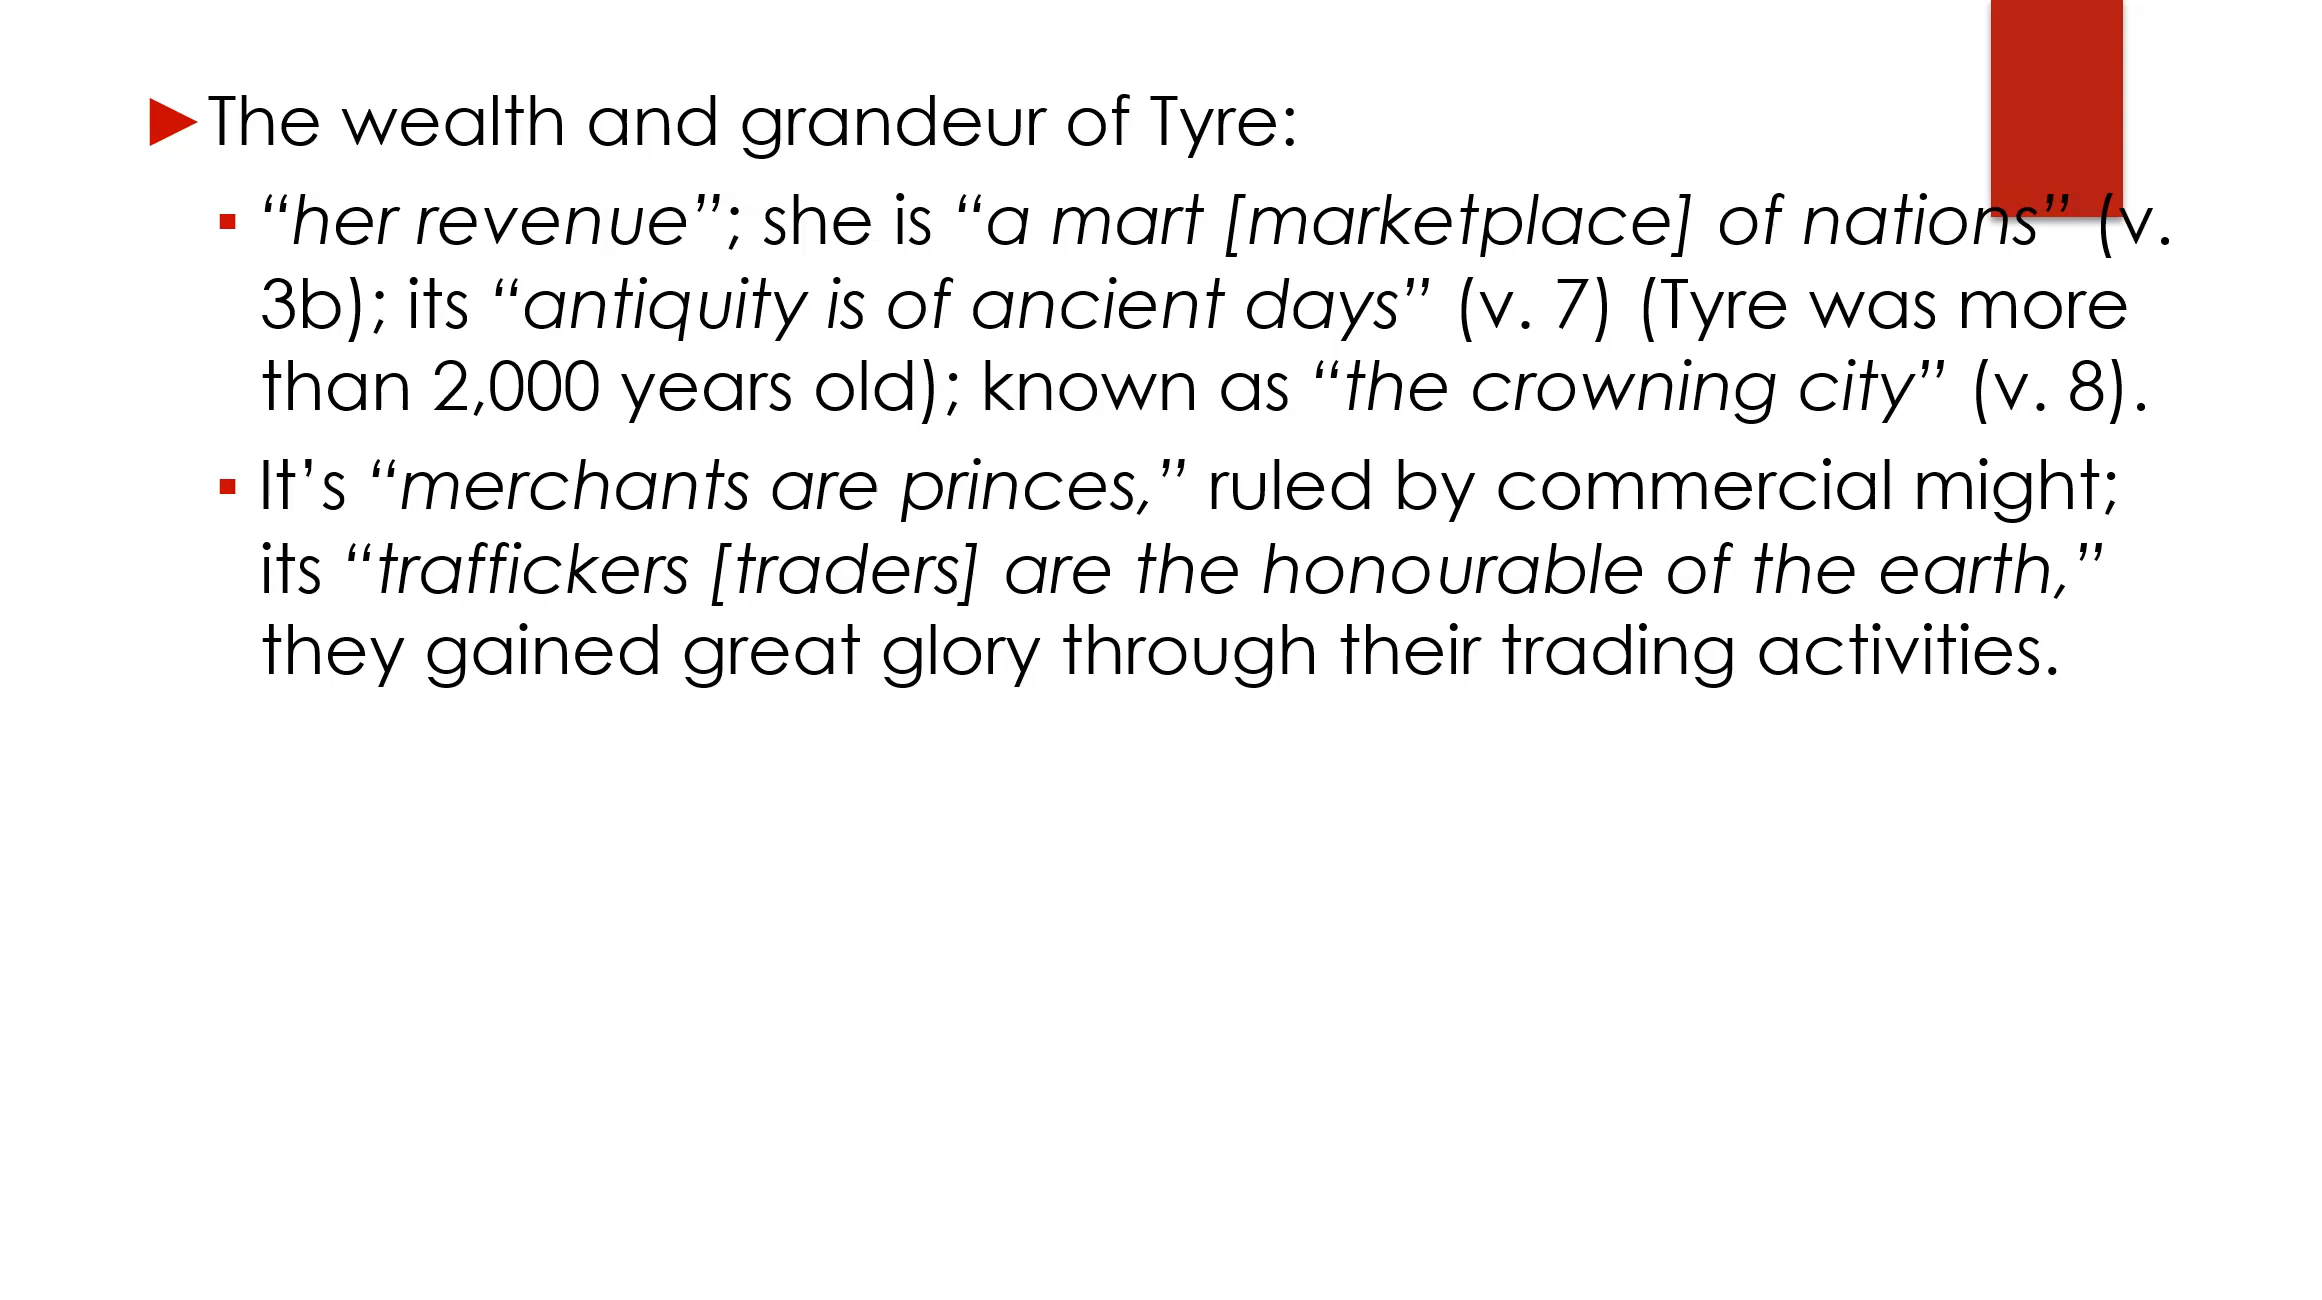 ►The wealth and grandeur of Tyre:
▪ “her revenue”; she is “a mart [marketplace] of nations” (v.
3b); its “antiquity is of ancient days” (v. 7) (Tyre was more
than 2,000 years old); known as “the crowning city” (v. 8).
▪ It’s “merchants are princes,” ruled by commercial might;
its “traffickers [traders] are the honourable of the earth,”
they gained great glory through their trading activities.